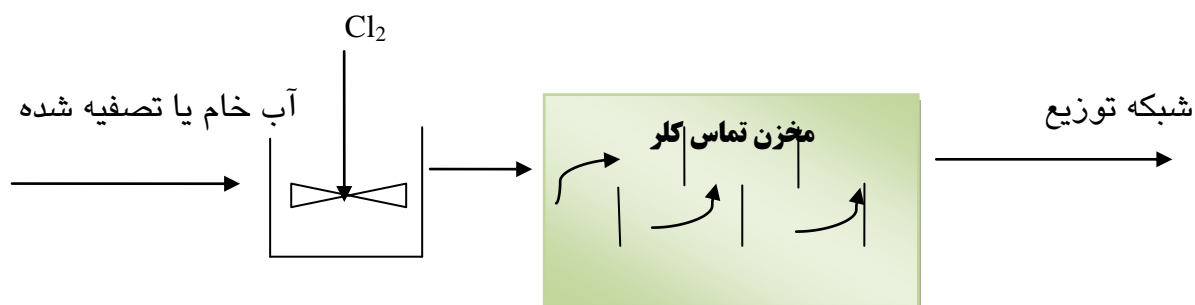 Cl₂
آب خام یا تصفیه شده
مخزن تماس کلر
شبکه توزیع